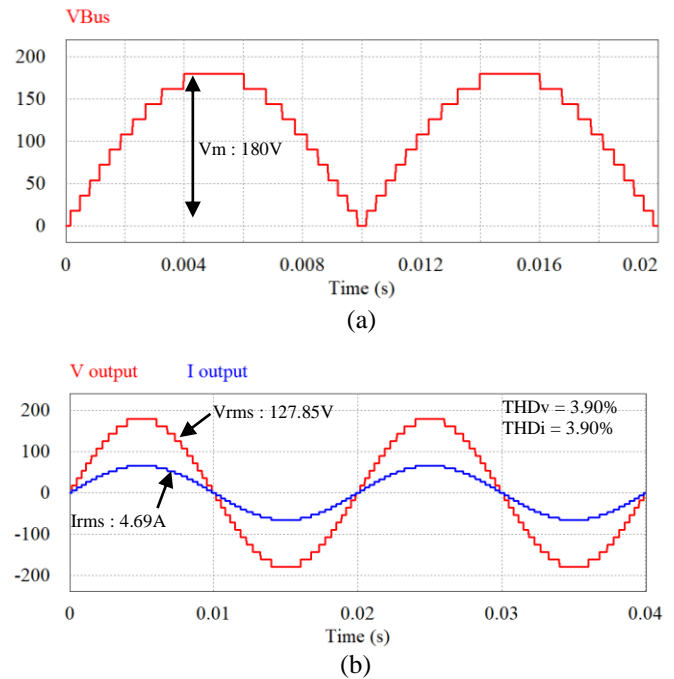 VBus
200
150
100
50
0
Vm : 180V
0 0.004 0.008 0.012 0.016 0.02
Time (s)
(a)
V output I output
200
100
0
-100
-200
Vrms : 127.85V
THDv = 3.90%
THDi = 3.90%
Irms : 4.69A
0 0.01 0.02 0.03 0.04
Time (s)
(b)